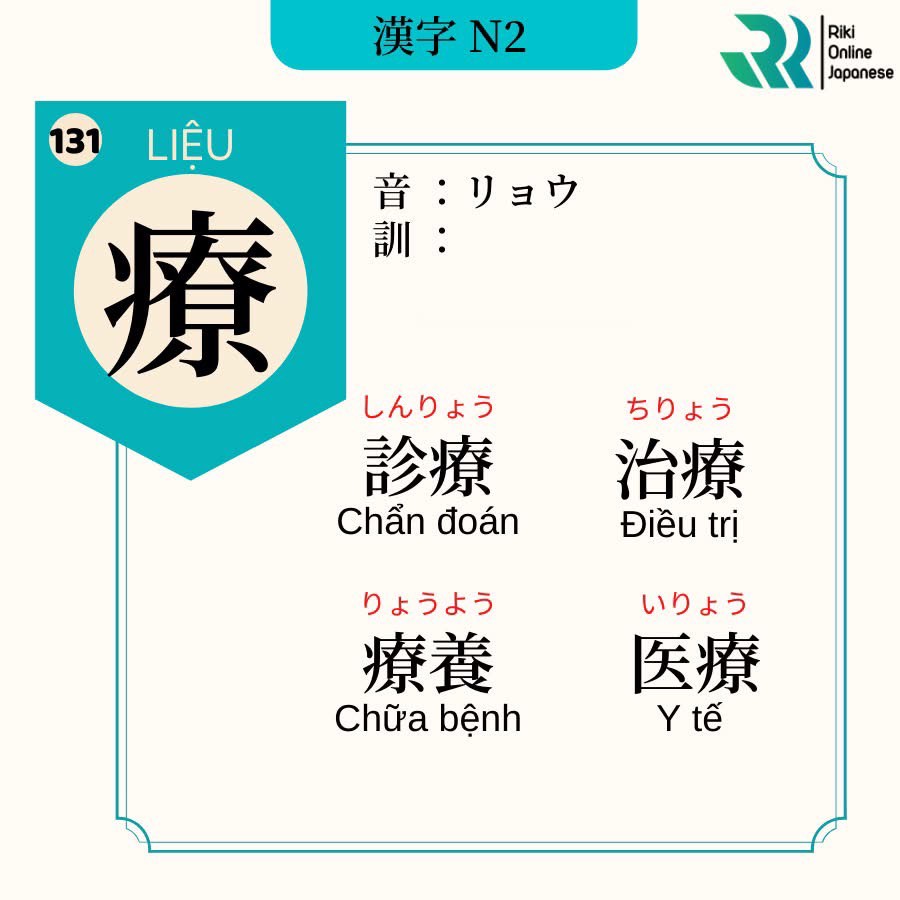 漢字 N2
Riki
Online
Japanese
131
LIỆU
療
音 ：リョウ
訓 ：
しんりょう
診療
Chẩn đoán
ちりょう
治療
Điều trị
りょうよう
療養
Chữa bệnh
いりょう
医療
Y tế